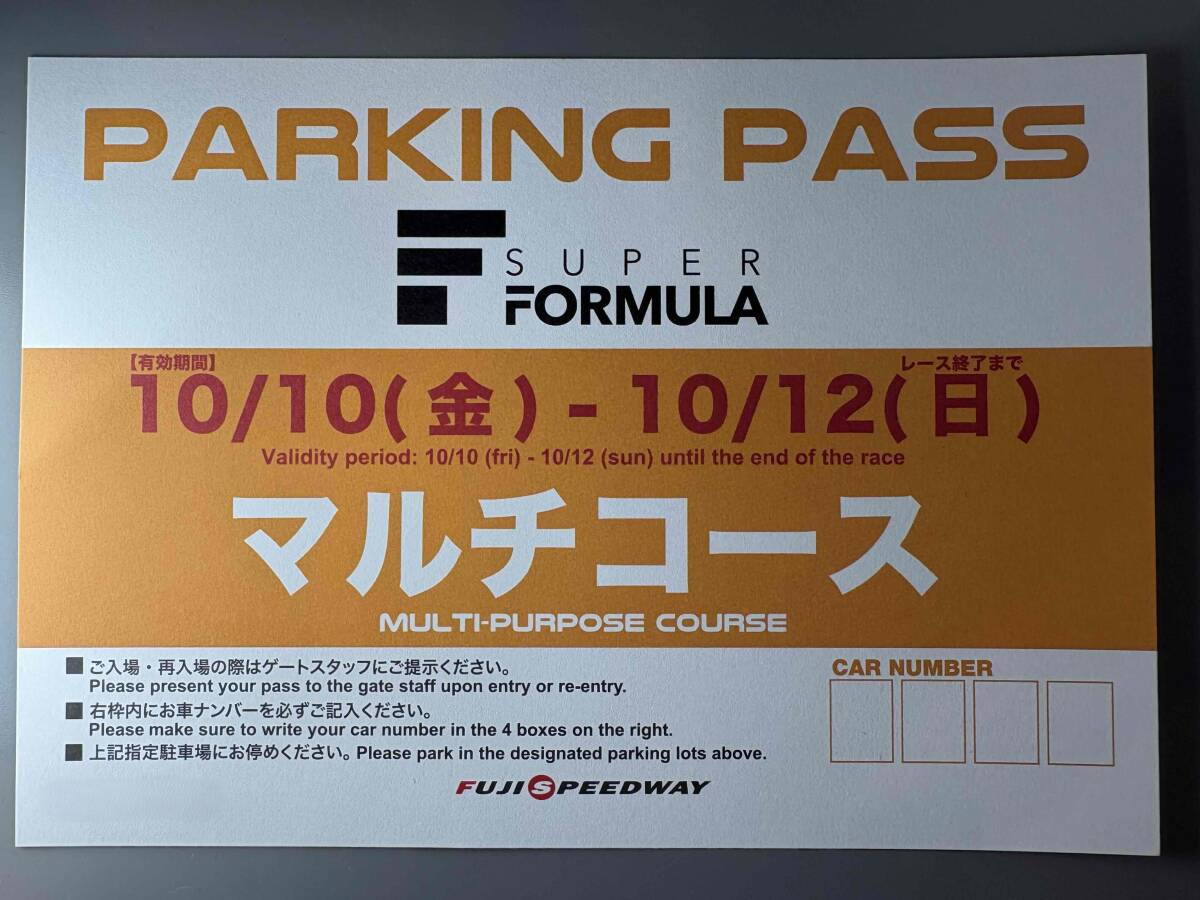 PARKING PASS
SUPER
FORMULA
【有効期間】 レース終了まで
10/10(金) - 10/12(日)
Validity period: 10/10 (fri) - 10/12 (sun) until the end of the race
マルチコース
MULTI-PURPOSE COURSE
■ ご入場・再入場の際はゲートスタッフにご提示ください。
Please present your pass to the gate staff upon entry or re-entry.
■ 右枠内にお車ナンバーを必ずご記入ください。
Please make sure to write your car number in the 4 boxes on the right.
■ 上記指定駐車場にお停めください。Please park in the designated parking lots above.
CAR NUMBER
FUJI SPEEDWAY